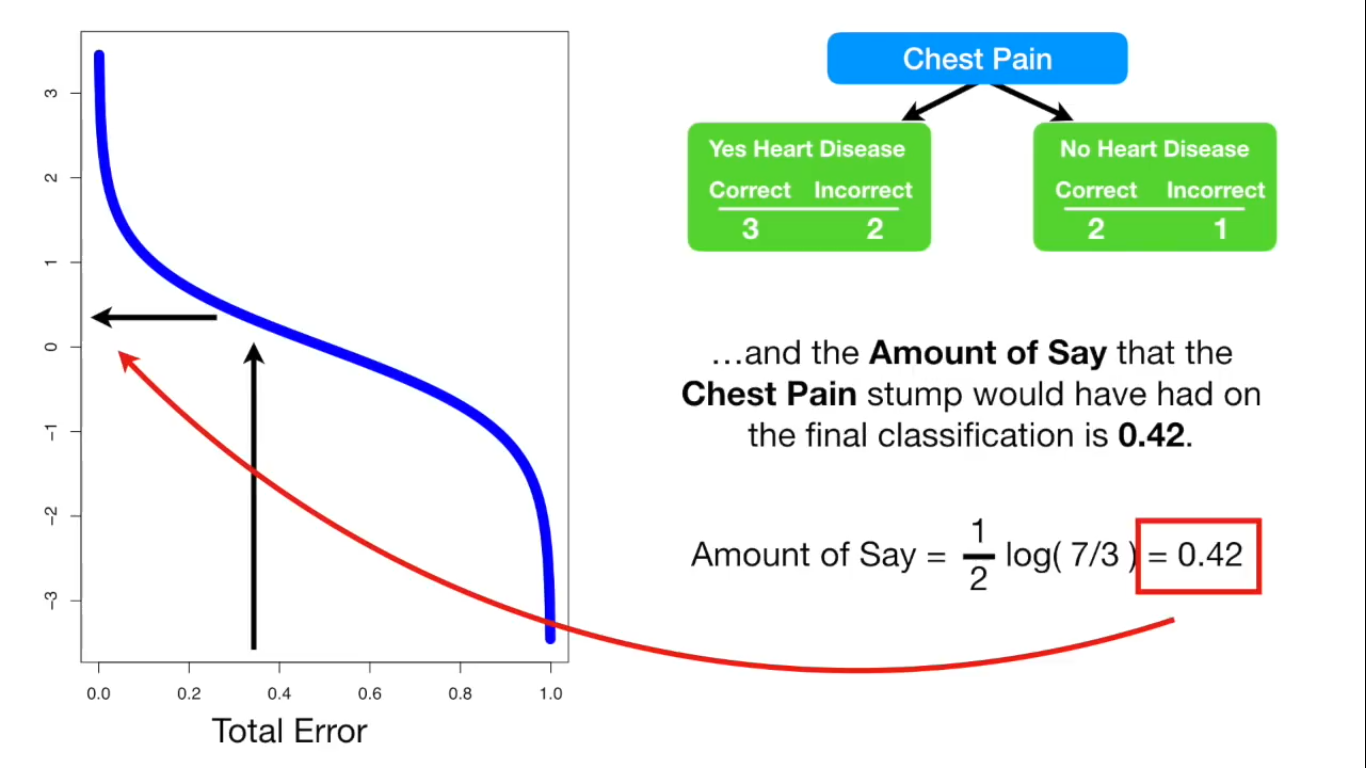 3
2
1
0
-1
-2
-3
0.0 0.2 0.4 0.6 0.8 1.0
Total Error
Chest Pain
Yes Heart Disease
Correct Incorrect
3 2
No Heart Disease
Correct Incorrect
2 1
...and the Amount of Say that the
Chest Pain stump would have had on
the final classification is 0.42.
Amount of Say = 1/2 log( 7/3 ) = 0.42